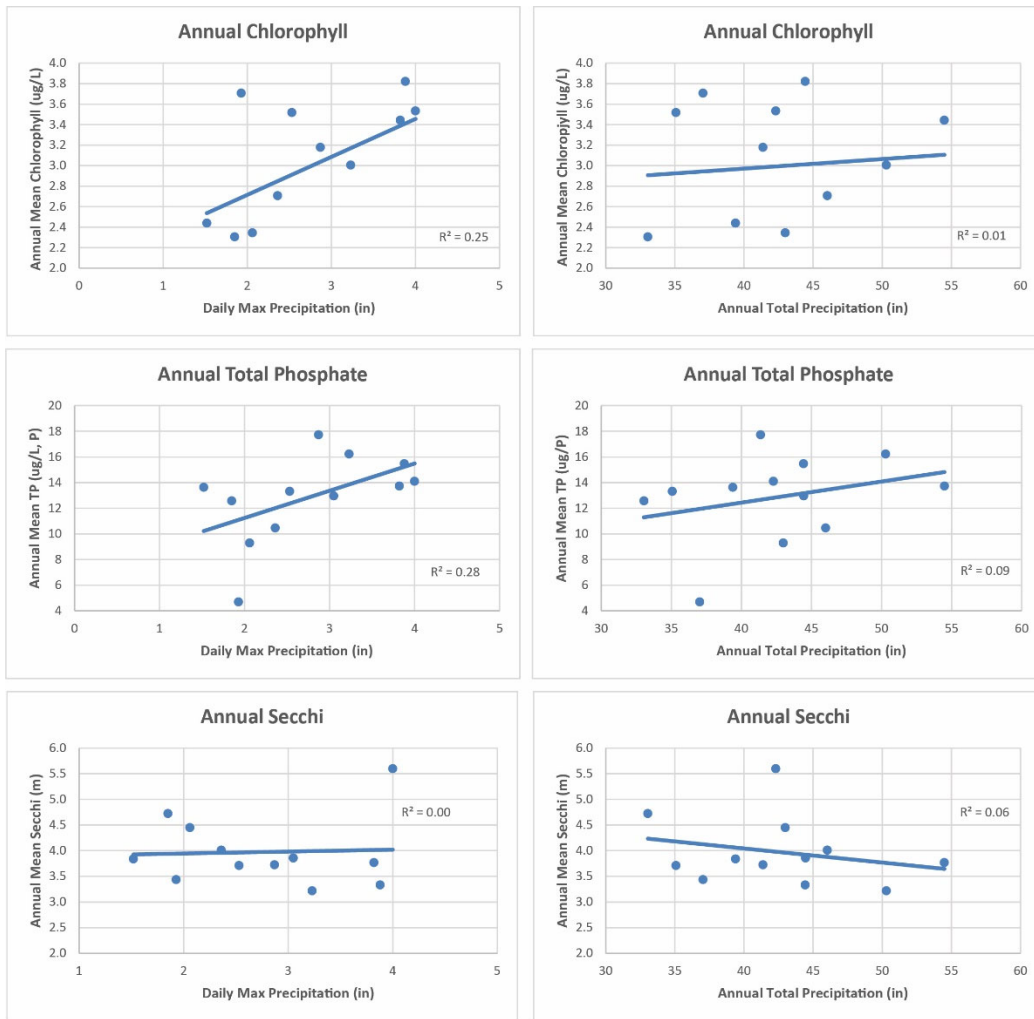 Annual Chlorophyll
Annual Mean Chlorophyll (ug/L)
4.0
3.8
3.6
3.4
3.2
3.0
2.8
2.6
2.4
2.2
2.0
R² = 0.25
0 1 2 3 4 5
Daily Max Precipitation (in)
Annual Chlorophyll
Annual Mean Chloropjyll (ug/L)
4.0
3.8
3.6
3.4
3.2
3.0
2.8
2.6
2.4
2.2
2.0
R² = 0.01
30 35 40 45 50 55 60
Annual Total Precipitation (in)
Annual Total Phosphate
Annual Mean TP (ug/L, P)
20
18
16
14
12
10
8
6
4
R² = 0.28
0 1 2 3 4 5
Daily Max Precipitation (in)
Annual Total Phosphate
Annual Mean TP (ug/P)
20
18
16
14
12
10
8
6
4
R² = 0.09
30 35 40 45 50 55 60
Annual Total Precipitation (in)
Annual Secchi
Annual Mean Secchi (m)
6.0
5.5
5.0
4.5
4.0
3.5
3.0
2.5
2.0
R² = 0.00
1 2 3 4 5
Daily Max Precipitation (in)
Annual Secchi
Annual Mean Secchi (m)
6.0
5.5
5.0
4.5
4.0
3.5
3.0
2.5
2.0
R² = 0.06
30 35 40 45 50 55 60
Annual Total Precipitation (in)